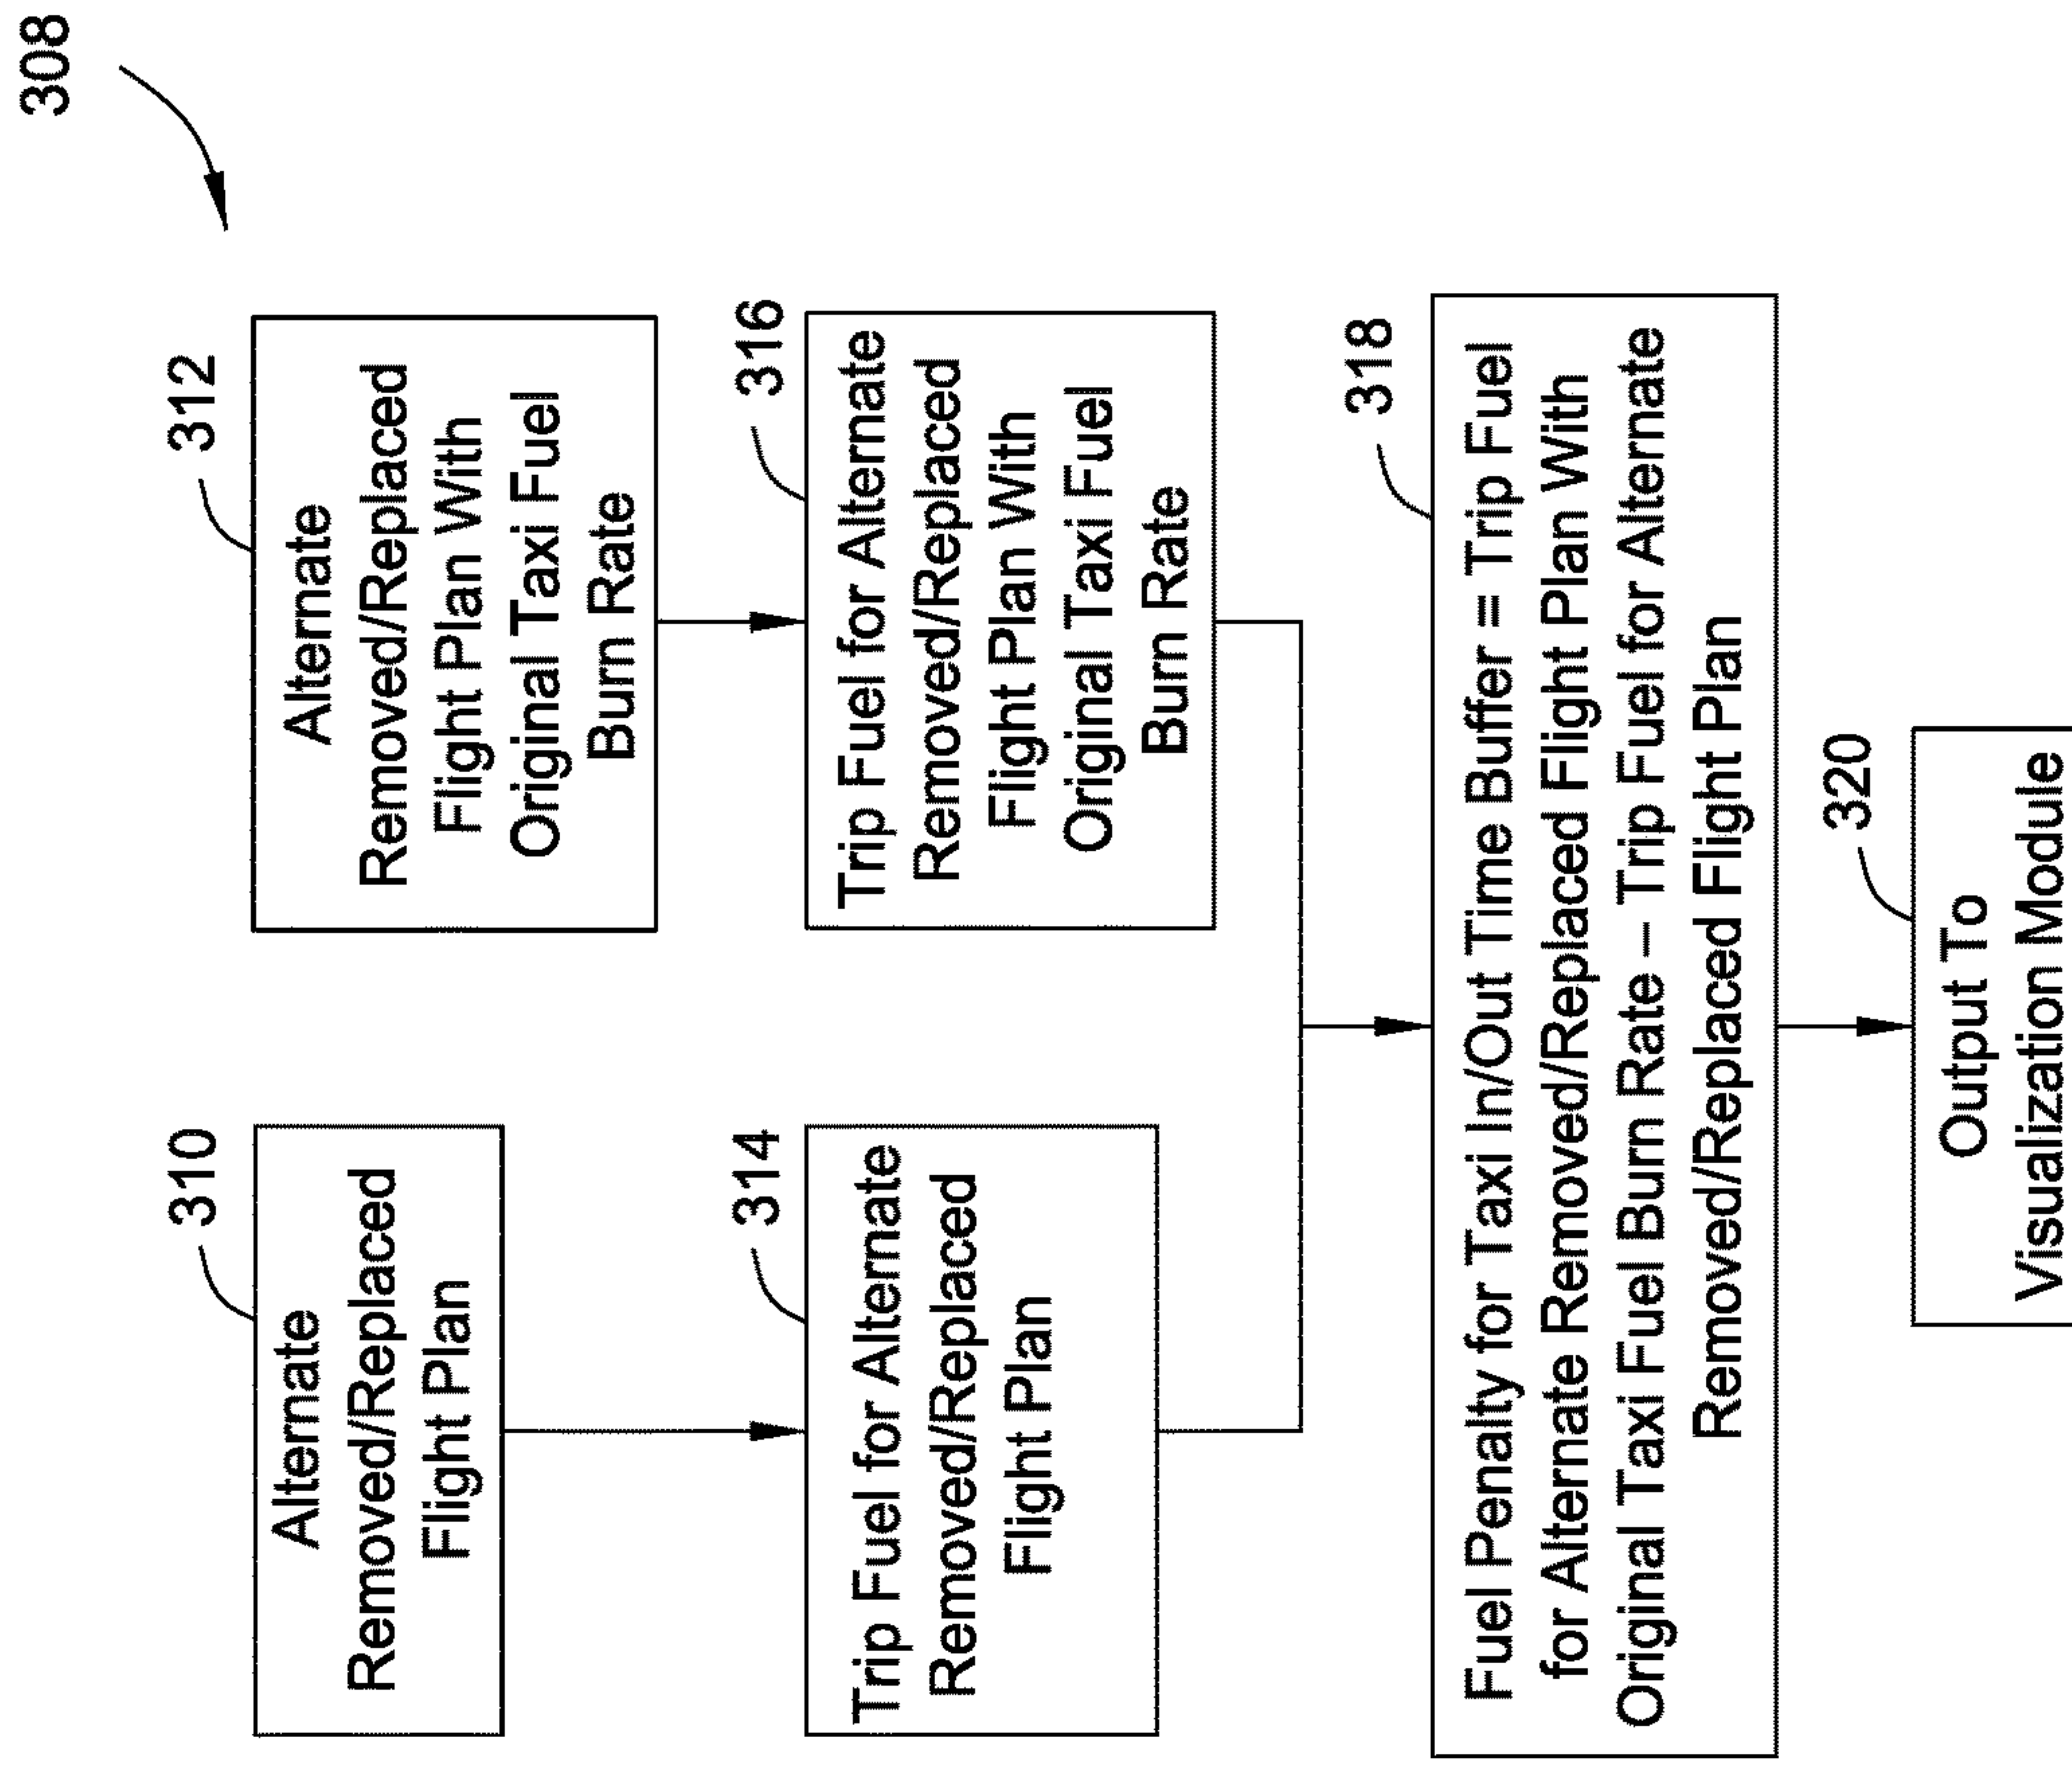 308
310
Alternate
Removed/Replaced
Flight Plan
312
Alternate
Removed/Replaced
Flight Plan With
Original Taxi Fuel
Burn Rate
314
Trip Fuel for Alternate
Removed/Replaced
Flight Plan
316
Trip Fuel for Alternate
Removed/Replaced
Flight Plan With
Original Taxi Fuel
Burn Rate
318
Fuel Penalty for Taxi In/Out Time Buffer = Trip Fuel
for Alternate Removed/Replaced Flight Plan With
Original Taxi Fuel Burn Rate – Trip Fuel for Alternate
Removed/Replaced Flight Plan
320
Output To
Visualization Module